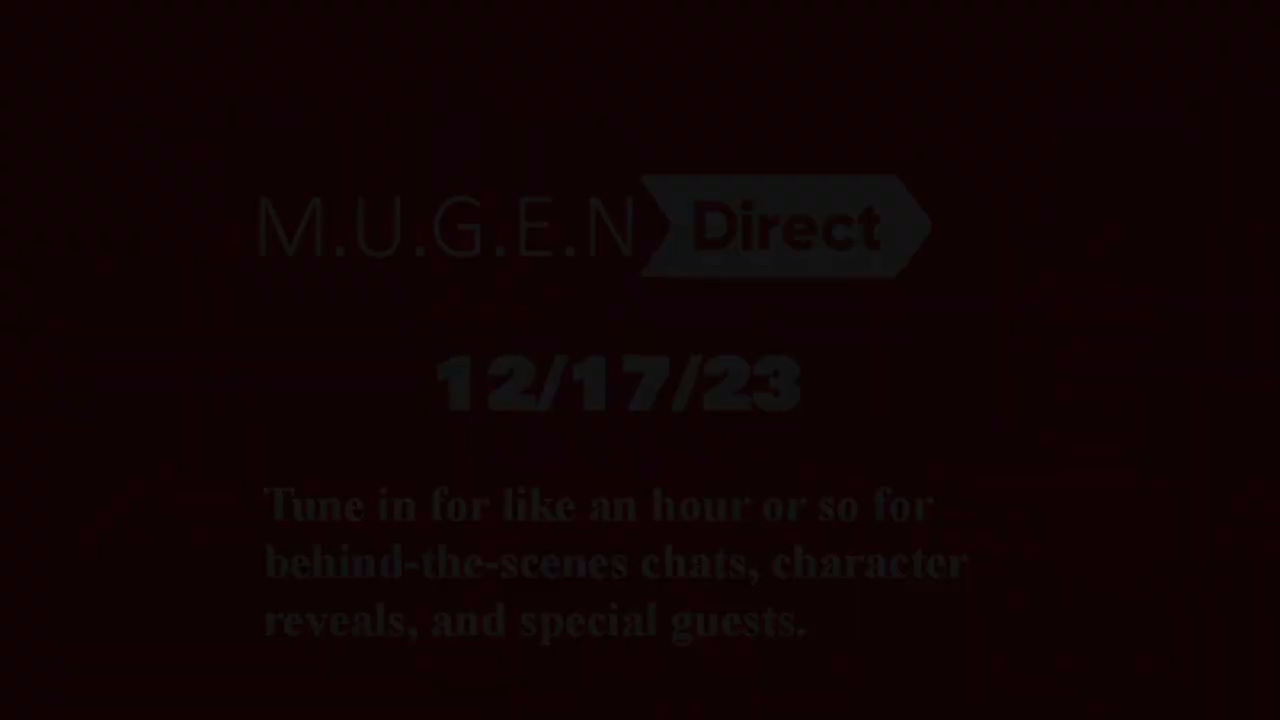 M.U.G.E.N Direct
12/17/23
Tune in for like an hour or so for
behind-the-scenes chats, character
reveals, and special guests.